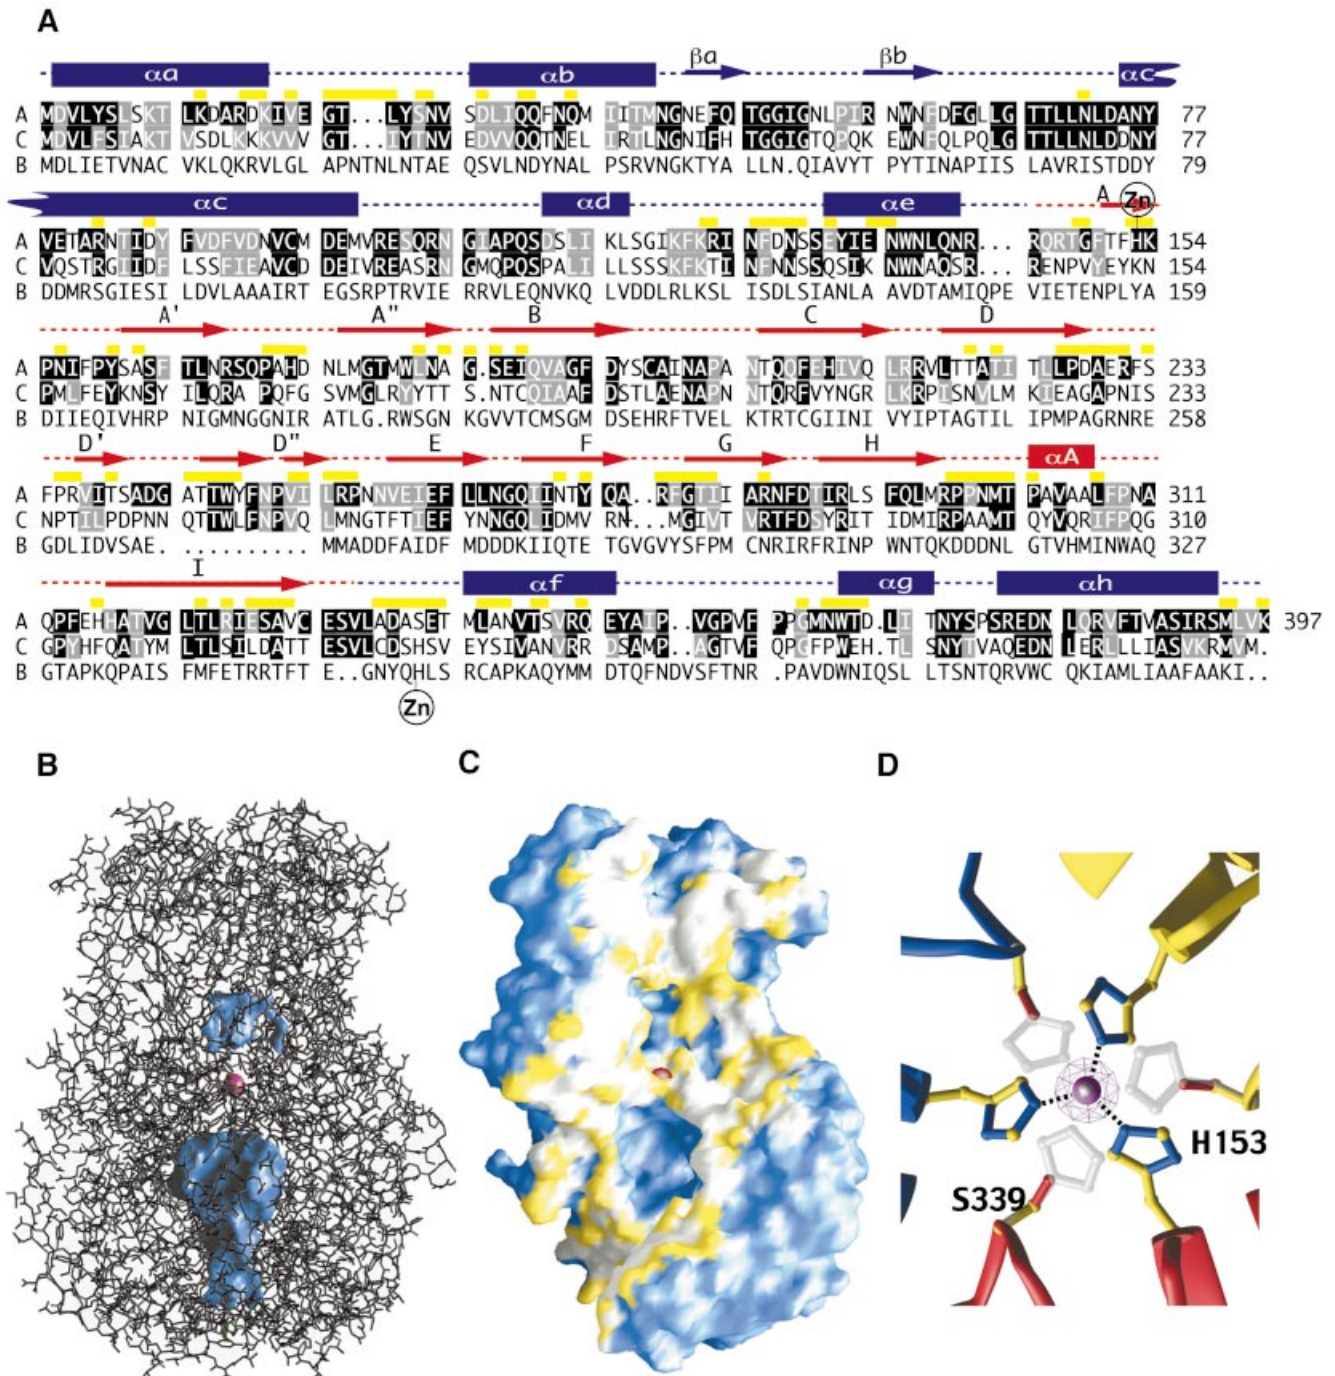 A
αa αb βa βb αc
A MDVLYSLSKT LKDARDKIVE GT...LYSNV SDLIQQFNQM IITMNGNEFQ TGGIGNLPIR NWNFDFGLLG TTLLNLDANY 77
C MDVLFSIAKT VSDLKKKVVV GT...IYTNV DVVQQTNEL IRTLNGNIFH TGGIGTQPQK EWNFQLPQLG TTLLNLDDNY 77
B MDLIETVNAC VKLQKRVLGL APNTNLNTAE QSVLNDYNAL PSRVNGKTYA LLN.QIAVYT PYTINAPIIS LAVRISTDDY 79
αc αd αe A Zn
A VETARNTIDY FVDFVDNVCM DEMVRESQRN GIAPQSDSLI KLSGIKFKRI NFDNSSEYIE NWNLQNR... RQRTGFTFHK 154
C VQSTRGIIDF LSSFIEAVCD DEIVREASRN GMQPQSPALI LLSSSKFKTI NFNNSSQSIK NWNAQSR... RENPVYEYKN 154
B DDMRSGIESI LDVLAAAIRT EGSRPTRVIE RRVLEQNVKQ LVDDLRLKSL ISDLSIANLA AVDTAMIQPE VIETENPLYA 159
A' A" B C D
A PNIFPYSASF TLNRSQPAHD NLMGTMWLNA G.SEIQVAGF DYSCAINAPA NTQQFEHIVQ LRRVLTTATI TLLPDAERFS 233
C PMLFEYKNSY ILQRA PQFG SVMGLRYYTT S.NTCQIAAF DSTLAENAPN NTQRFVYNGR LKRPISNVLM KIEAGAPNIS 233
B DIIEQIVHRP NIGMNGGNIR ATLG.RWSGN KGVVTCMSGM DSEHRFTVEL KTRTCGIINI VYIPTAGTIL IPMPAGRNRE 258
D' D" E F G H αA
A FPRVITSADG ATTWYFNPVI LRPNNVEIEF LLNGQIINTY QA..RFGTII ARNFDTIRLS FQLMRPPNMT PAVAALFPNA 311
C NPTILPDPNN QTTWLFNPVQ LMNGTFTIEF YNNGQLIDMV RN...MGIVT VRTFDSYRIT IDMIRPAAMT QYVQRIFPQG 310
B GDLIDVSAE. .......... MMADDFAIDF MDDDKIIQTE TGVGVYSFPM CNRIRFRINP WNTQKDDDNL GTVHMINWAQ 327
I αf αg αh
A QPFEHHATVG LTLRIESAVC ESVLADASET MLANVTSVRQ EYAIP..VGPVF PPGMNWTD.LI TNYSPSREDN LQRVFTVASIRSMLVK 397
C GPYHFQATYM LTLSILDATT ESVLCDSHSV EYSIVANVRR DSAMP..AGTVF QPGFPWEH.TL SNYTVAQEDN LERLLLIASVKRMVM.
B GTAPKQPAIS FMFETRRTFT E..GNYQHLS RCAPKAQYMM DTQFNDVSFTNR .PAVDWNIQSL LTSNTQRVWC QKIAMLIAAFAAKI..
Zn
B
C
D
H153
S339